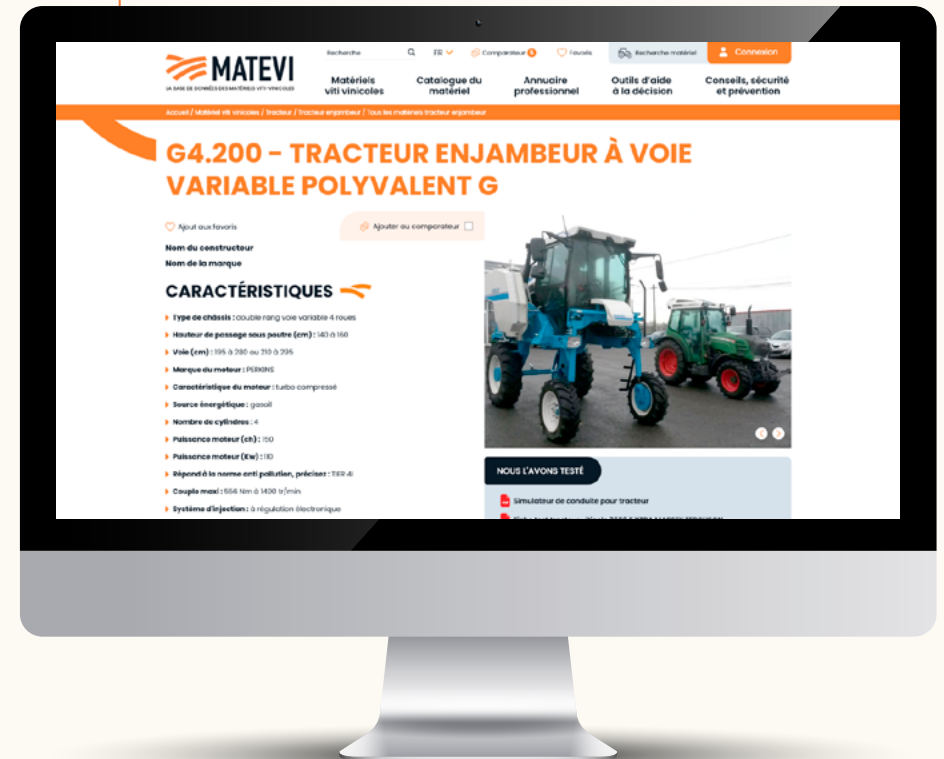 MATEVI
LA BASE DE DONNÉES DES MATÉRIELS VITI-VINICOLES
Recherche
FR
Comparateur
Favoris
Recherche matériel
Connexion
Matériels
viti vinicoles
Catalogue du
matériel
Annuaire
professionnel
Outils d'aide
à la décision
Conseils, sécurité
et prévention
Accueil / Matériel viti vinicoles / Tracteur / Tracteur enjambeur / Tous les matériels tracteur enjambeur
G4.200 - TRACTEUR ENJAMBEUR À VOIE
VARIABLE POLYVALENT G
Ajout aux favoris
Ajouter au comparateur
Nom du constructeur
Nom de la marque
CARACTÉRISTIQUES
Type de châssis : double rang voie variable 4 roues
Hauteur de passage sous poutre (cm) : 140 à 160
Voie (cm) : 195 à 280 ou 210 à 295
Marque du moteur : PERKINS
Caractéristique du moteur : turbo compressé
Source énergétique : gasoil
Nombre de cylindres : 4
Puissance moteur (ch) : 150
Puissance moteur (Kw) : 110
Répond à la norme anti pollution, précisez : TIER 4i
Couple maxi : 556 Nm à 1400 tr/min
Système d'injection : à régulation électronique
NOUS L'AVONS TESTÉ
Simulateur de conduite pour tracteur